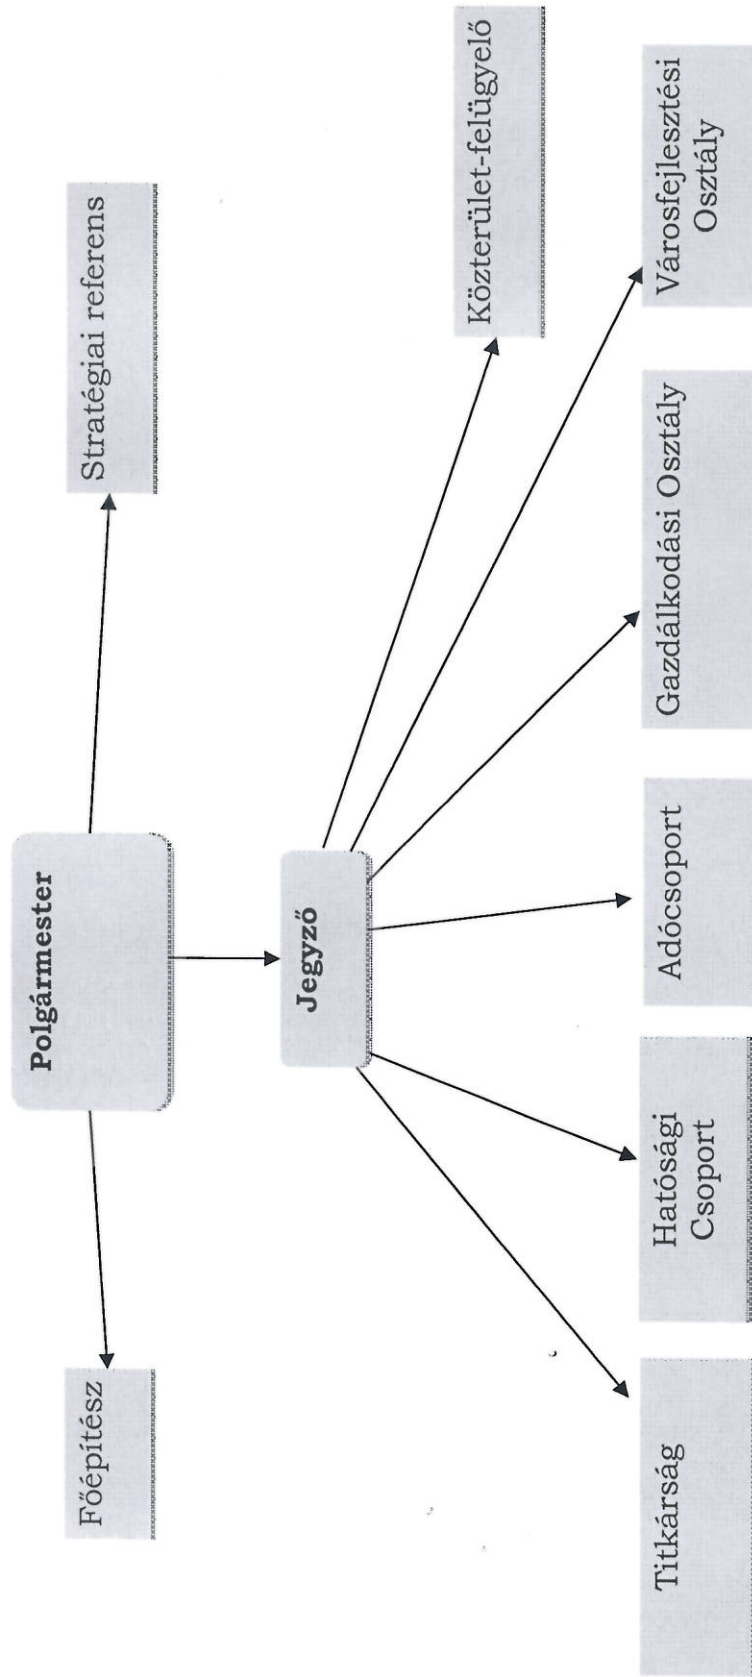 Polgármester
Főépítész
Stratégiai referens
Jegyző
Közterület-felügyelő
Titkárság
Hatósági
Csoport
Adócsoport
Gazdálkodási Osztály
Városfejlesztési
Osztály